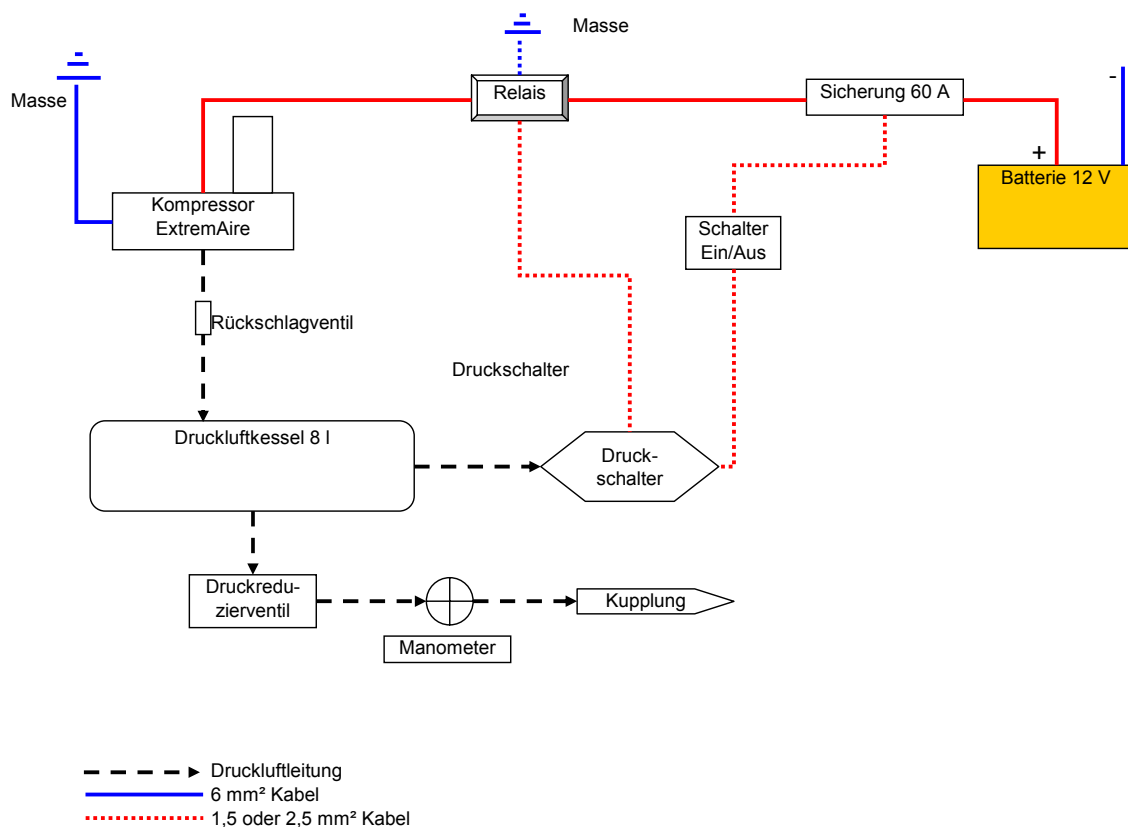 Masse
Masse
Relais
Sicherung 60 A
-
+
Batterie 12 V
Kompressor
ExtremAire
Schalter
Ein/Aus
Rückschlagventil
Druckschalter
Druckluftkessel 8 l
Druck-
schalter
Druckredu-
zierventil
Kupplung
Manometer
Druckluftleitung
6 mm² Kabel
1,5 oder 2,5 mm² Kabel